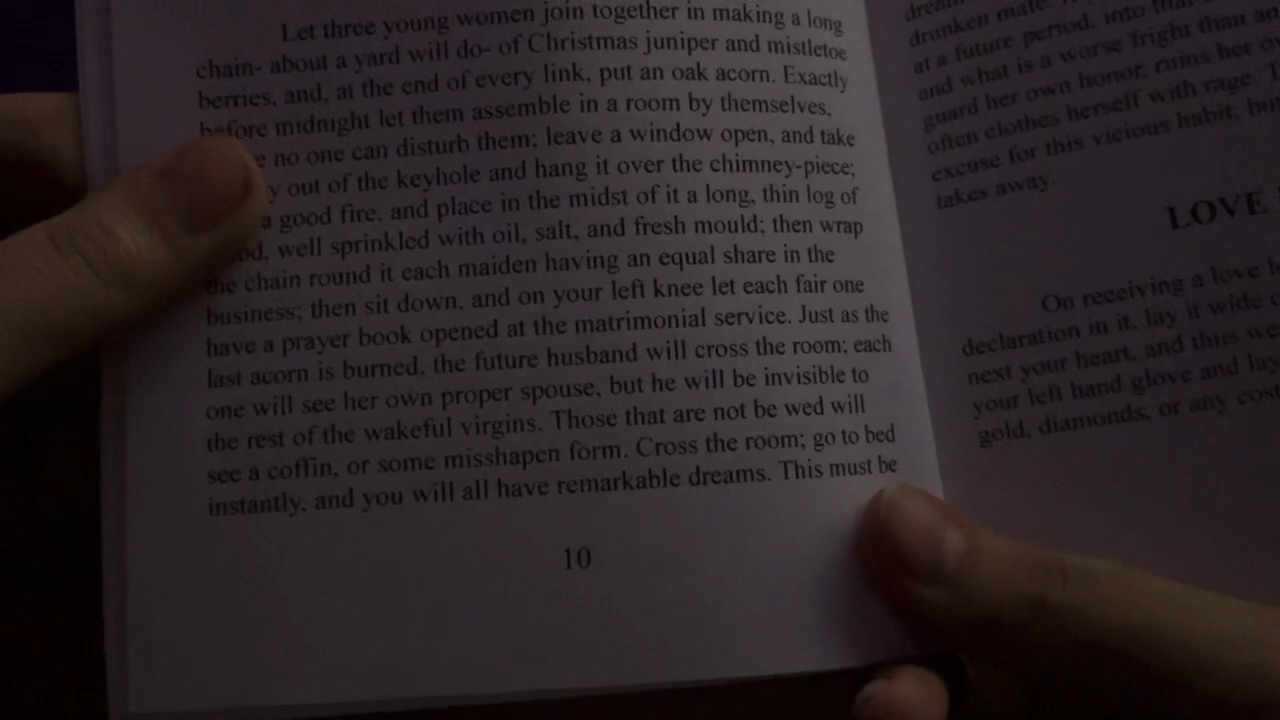 Let three young women join together in making a long
chain- about a yard will do- of Christmas juniper and mistletoe
berries, and, at the end of every link, put an oak acorn. Exactly
before midnight let them assemble in a room by themselves,
no one can disturb them; leave a window open, and take
out of the keyhole and hang it over the chimney-piece;
a good fire, and place in the midst of it a long, thin log of
well sprinkled with oil, salt, and fresh mould; then wrap
the chain round it each maiden having an equal share in the
business; then sit down, and on your left knee let each fair one
have a prayer book opened at the matrimonial service. Just as the
last acorn is burned, the future husband will cross the room; each
one will see her own proper spouse, but he will be invisible to
the rest of the wakeful virgins. Those that are not be wed will
see a coffin, or some misshapen form. Cross the room; go to bed
instantly, and you will all have remarkable dreams. This must be
10
drunken mate.
at a future period, into that
and what is a worse fright than an
guard her own honor, ruins her
often clothes herself with rage.
excuse for this vicious habit; but
takes away.
LOVE
On receiving a love
declaration in it, lay it wide
next your heart, and thus
your left hand glove and lay
gold, diamonds, or any